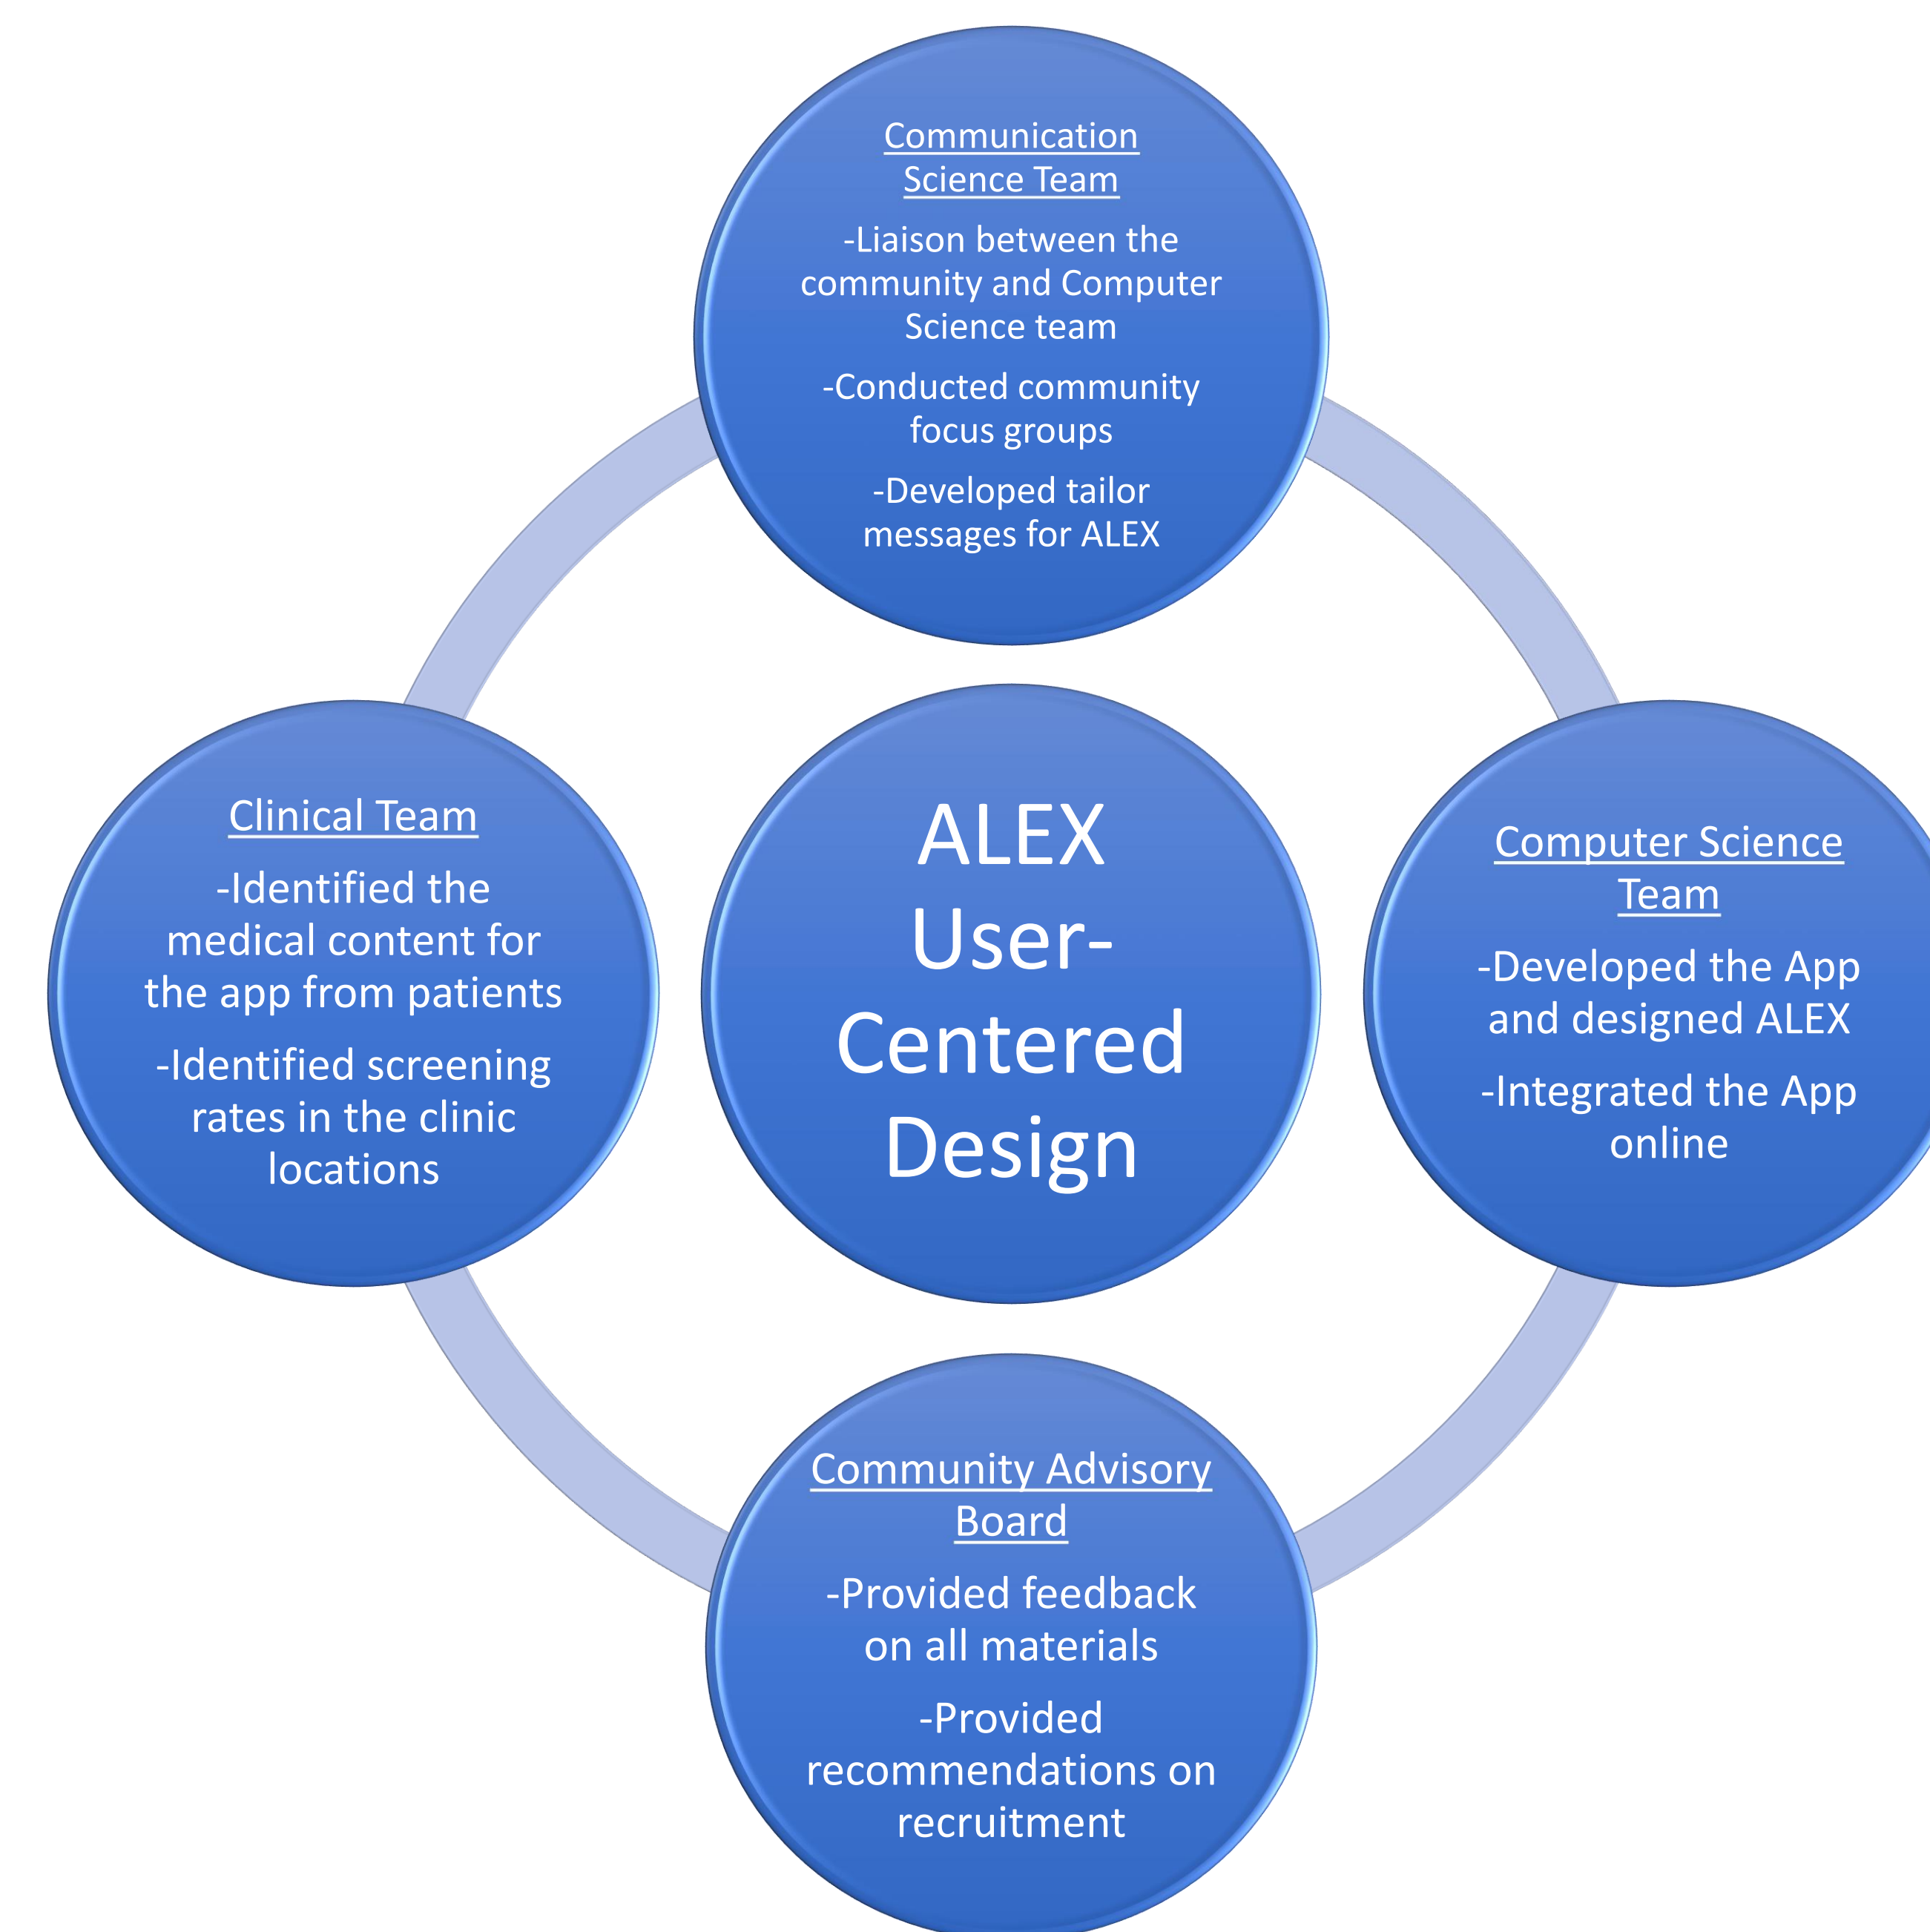 Communication
Science Team
-Liaison between the
community and Computer
Science team
-Conducted community
focus groups
-Developed tailor
messages for ALEX
Clinical Team
-Identified the
medical content for
the app from patients
-Identified screening
rates in the clinic
locations
ALEX
User-
Centered
Design
Computer Science
Team
-Developed the App
and designed ALEX
-Integrated the App
online
Community Advisory
Board
-Provided feedback
on all materials
-Provided
recommendations on
recruitment